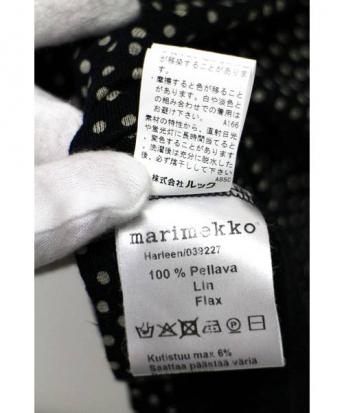 が移染することがありま
す。
・摩擦すると色が移ること
があります。白や淡色と
の組み合わせでの着用は
お避け下さい。 A166
素材の特性から、直射日光
や蛍光灯に長時間当てると
変色することがあります
。洗濯後は充分に脱水した
後、必ず陰干しして下さ
い。 A85C
株式会社ルック
marimekko®
Harleen/039227
100 % Pellava
Lin
Flax
Kutistuu max 6%
Saattaa päästää väriä